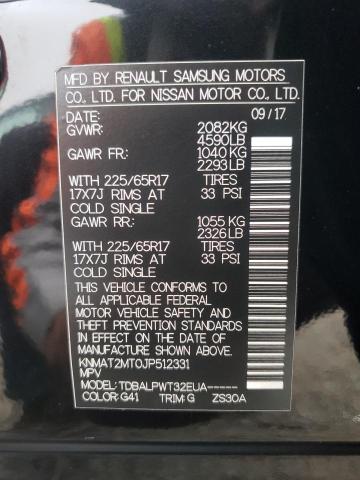 MFD BY RENAULT SAMSUNG MOTORS
CO., LTD. FOR NISSAN MOTOR CO., LTD.
DATE: 09/17
GVWR: 2082KG
4590LB
GAWR FR: 1040KG
2293LB
WITH 225/65R17 TIRES
17X7J RIMS AT 33 PSI
COLD SINGLE
GAWR RR: 1055KG
2326LB
WITH 225/65R17 TIRES
17X7J RIMS AT 33 PSI
COLD SINGLE
THIS VEHICLE CONFORMS TO
ALL APPLICABLE FEDERAL
MOTOR VEHICLE SAFETY AND
THEFT PREVENTION STANDARDS
IN EFFECT ON THE DATE OF
MANUFACTURE SHOWN ABOVE.
KNMAT2MT0JP512331
MPV
MODEL: TDBALPWT32EUA-----
COLOR: G41 TRIM: G ZS30A